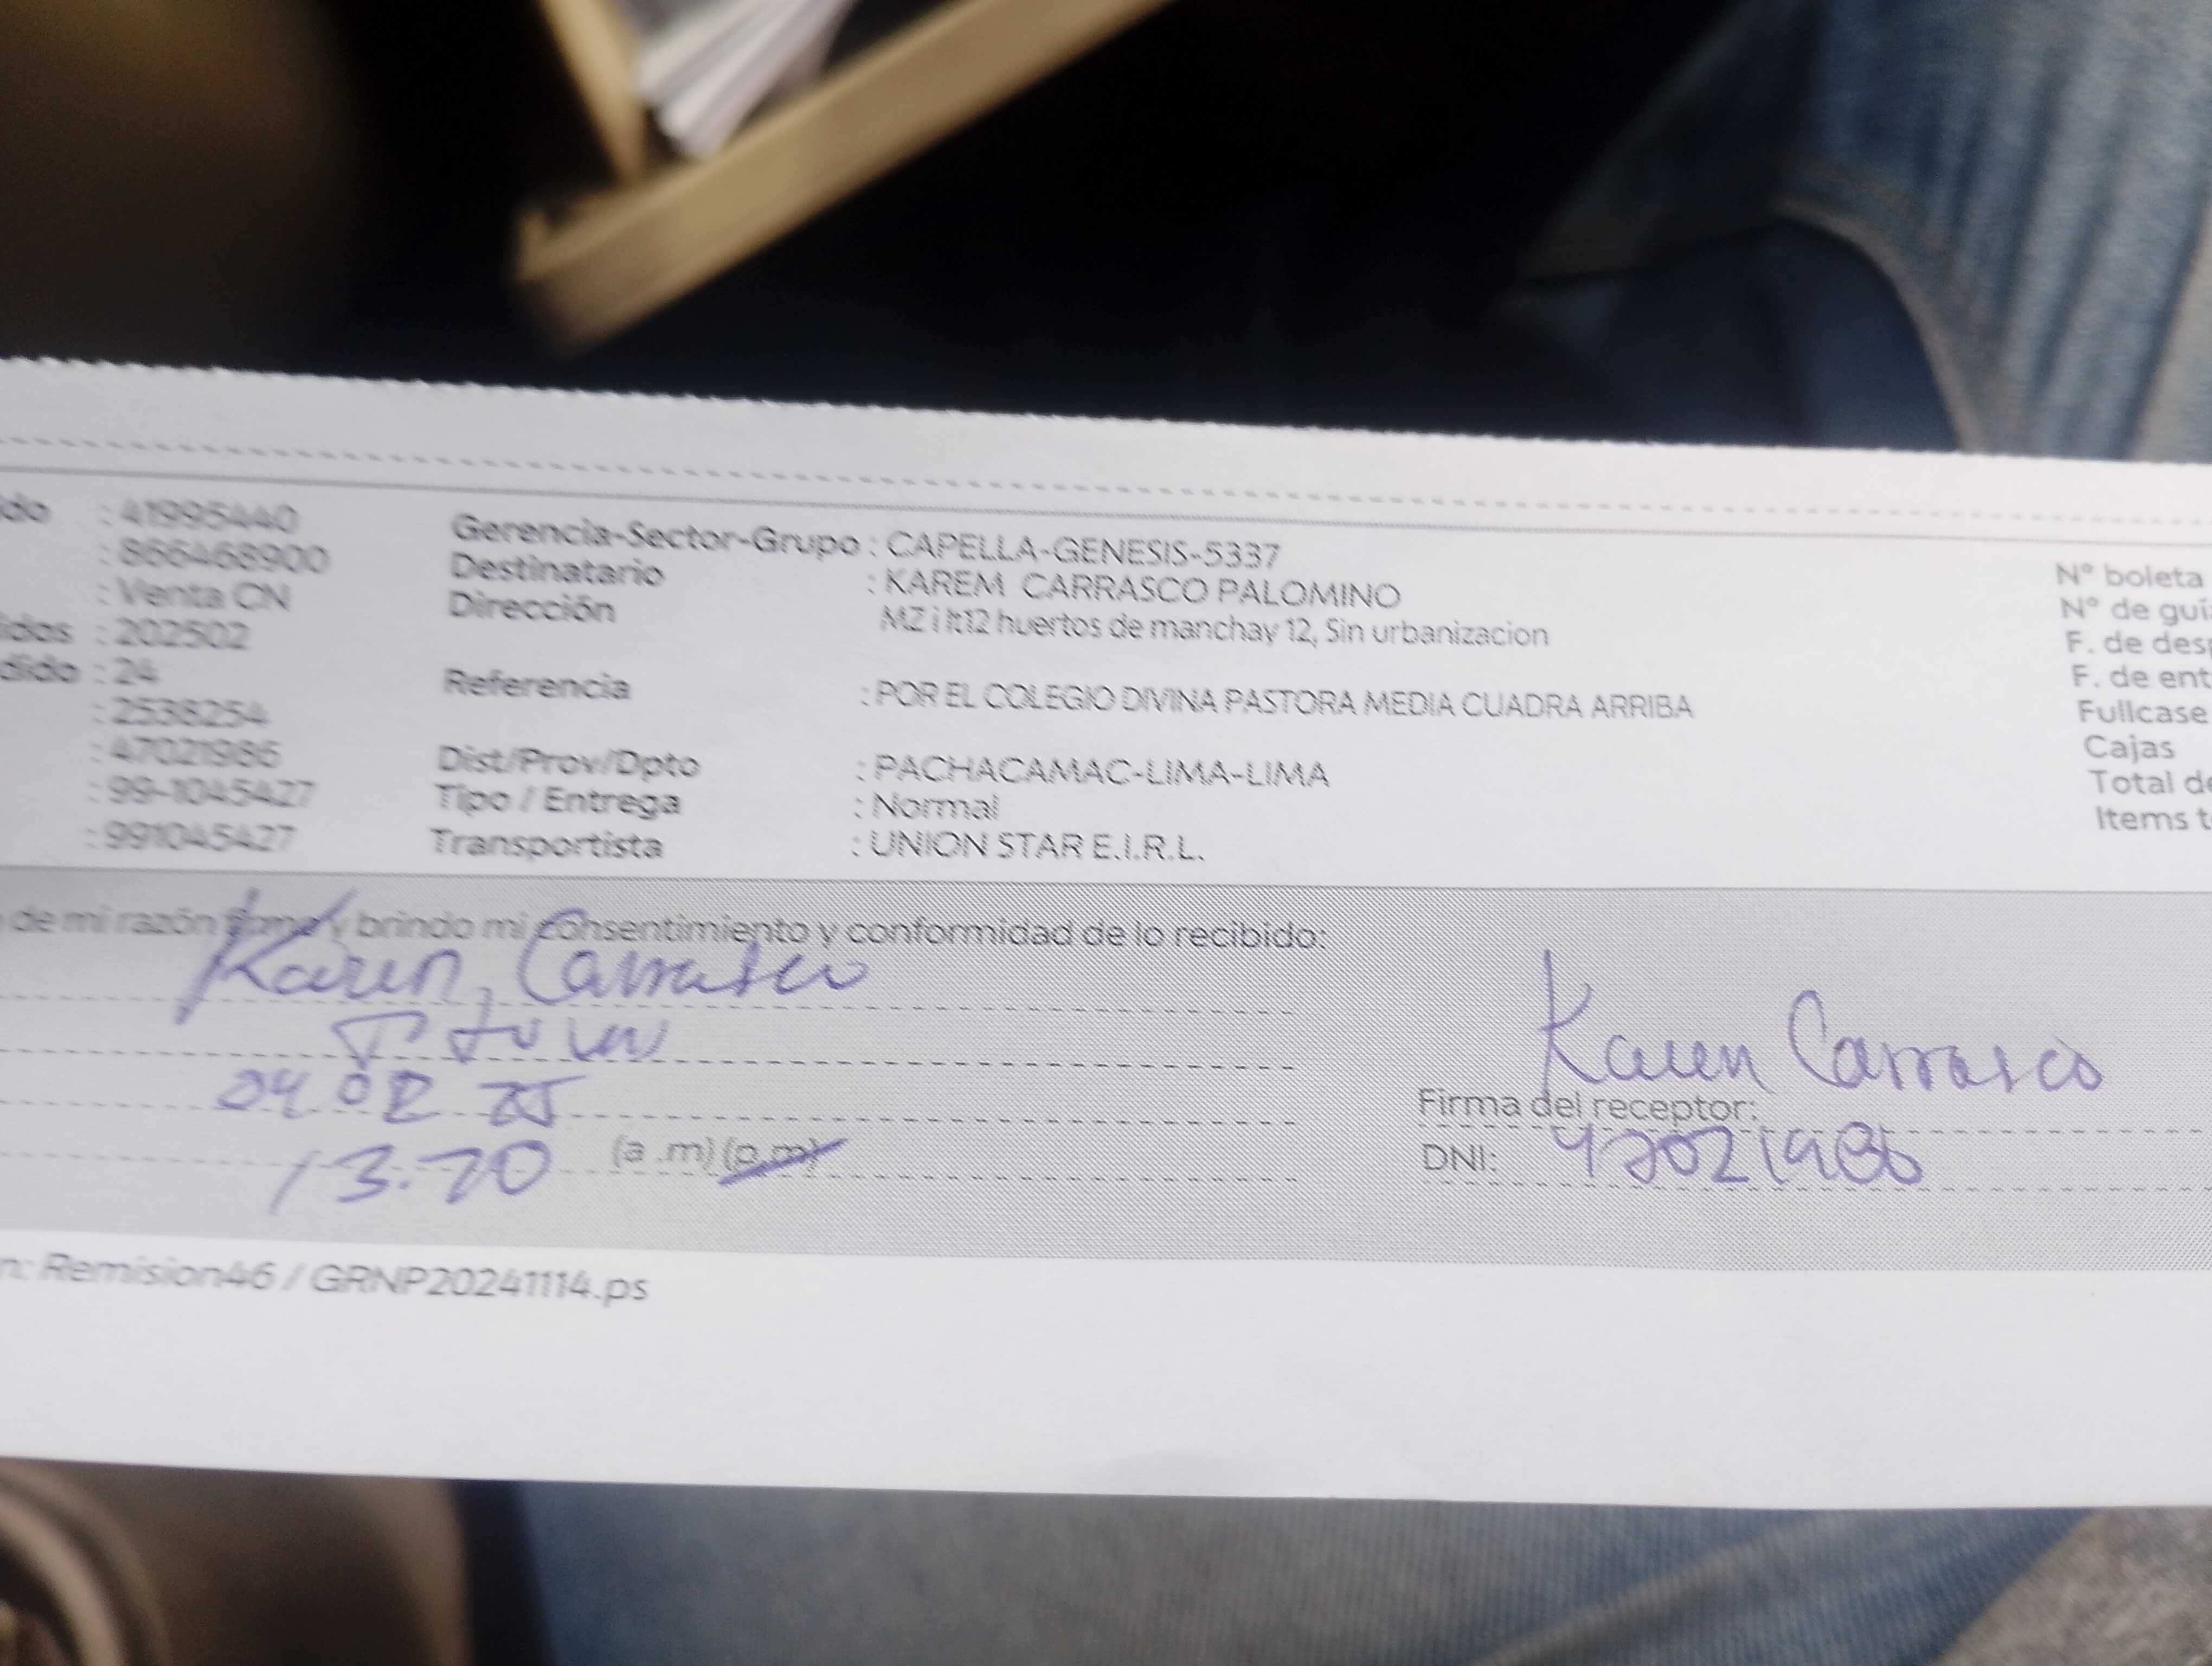 ido : 41995440
: 866468900
: Venta CN
idos : 202502
dido : 24
: 2538254
: 47021986
: 99-1045427
: 991045427
Gerencia-Sector-Grupo : CAPELLA-GENESIS-5337
Destinatario : KAREM CARRASCO PALOMINO
Dirección MZ i lt12 huertos de manchay 12, Sin urbanizacion
Referencia : POR EL COLEGIO DIVINA PASTORA MEDIA CUADRA ARRIBA
Dist/Prov/Dpto : PACHACAMAC-LIMA-LIMA
Tipo / Entrega : Normal
Transportista : UNION STAR E.I.R.L.
N° boleta
N° de guí
F. de desp
F. de ent
Fullcase
Cajas
Total de
Items t
de mi razón firmo y brindo mi consentimiento y conformidad de lo recibido:
Karen Carrasco
04 02 25
13:20 (a .m) (p.m)
Karen Carrasco
Firma del receptor:
DNI: 47021986
n: Remision46 / GRNP20241114.ps